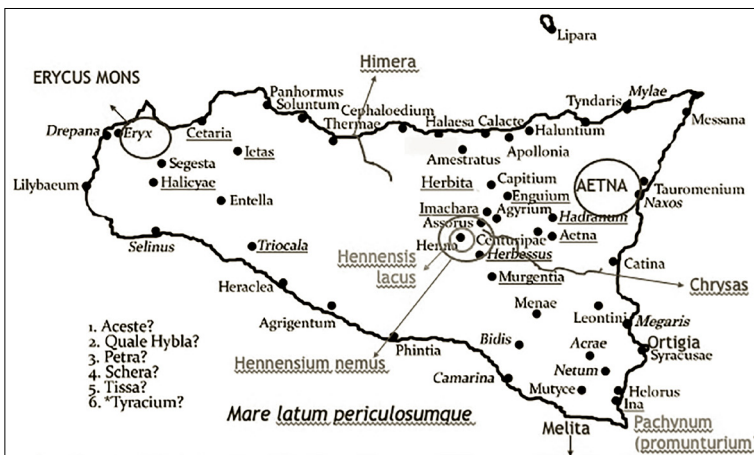 Lipara
Himera
ERYCUS MONS
Panhormus
Soluntum
Cephaloedium
Thermae
Halaesa
Calacte
Tyndaris
Mylae
Messana
Drepana
Eryx
Cetaria
Ietas
Haluntium
Amestratus
Apollonia
Segesta
Halicyae
Lilybaeum
Entella
Herbita
Capitium
Enguium
AETNA
Tauromenium
Naxos
Imachara
Agyrium
Hadranum
Assorus
Henna
Centuripae
Aetna
Selinus
Triocala
Hennensis
lacus
Herbessus
Catina
Murgentia
Chrysas
Heraclea
Agrigentum
Menae
Leontini
Megaris
Hennensium nemus
Phintia
Bidis
Acrae
Ortigia
Syracusae
Netum
Camarina
Mutyce
Helorus
Ina
1. Aceste?
2. Quale Hybla?
3. Petra?
4. Schera?
5. Tissa?
6. *Tyracium?
Mare latum periculosumque
Melita
Pachynum
(promunturium)